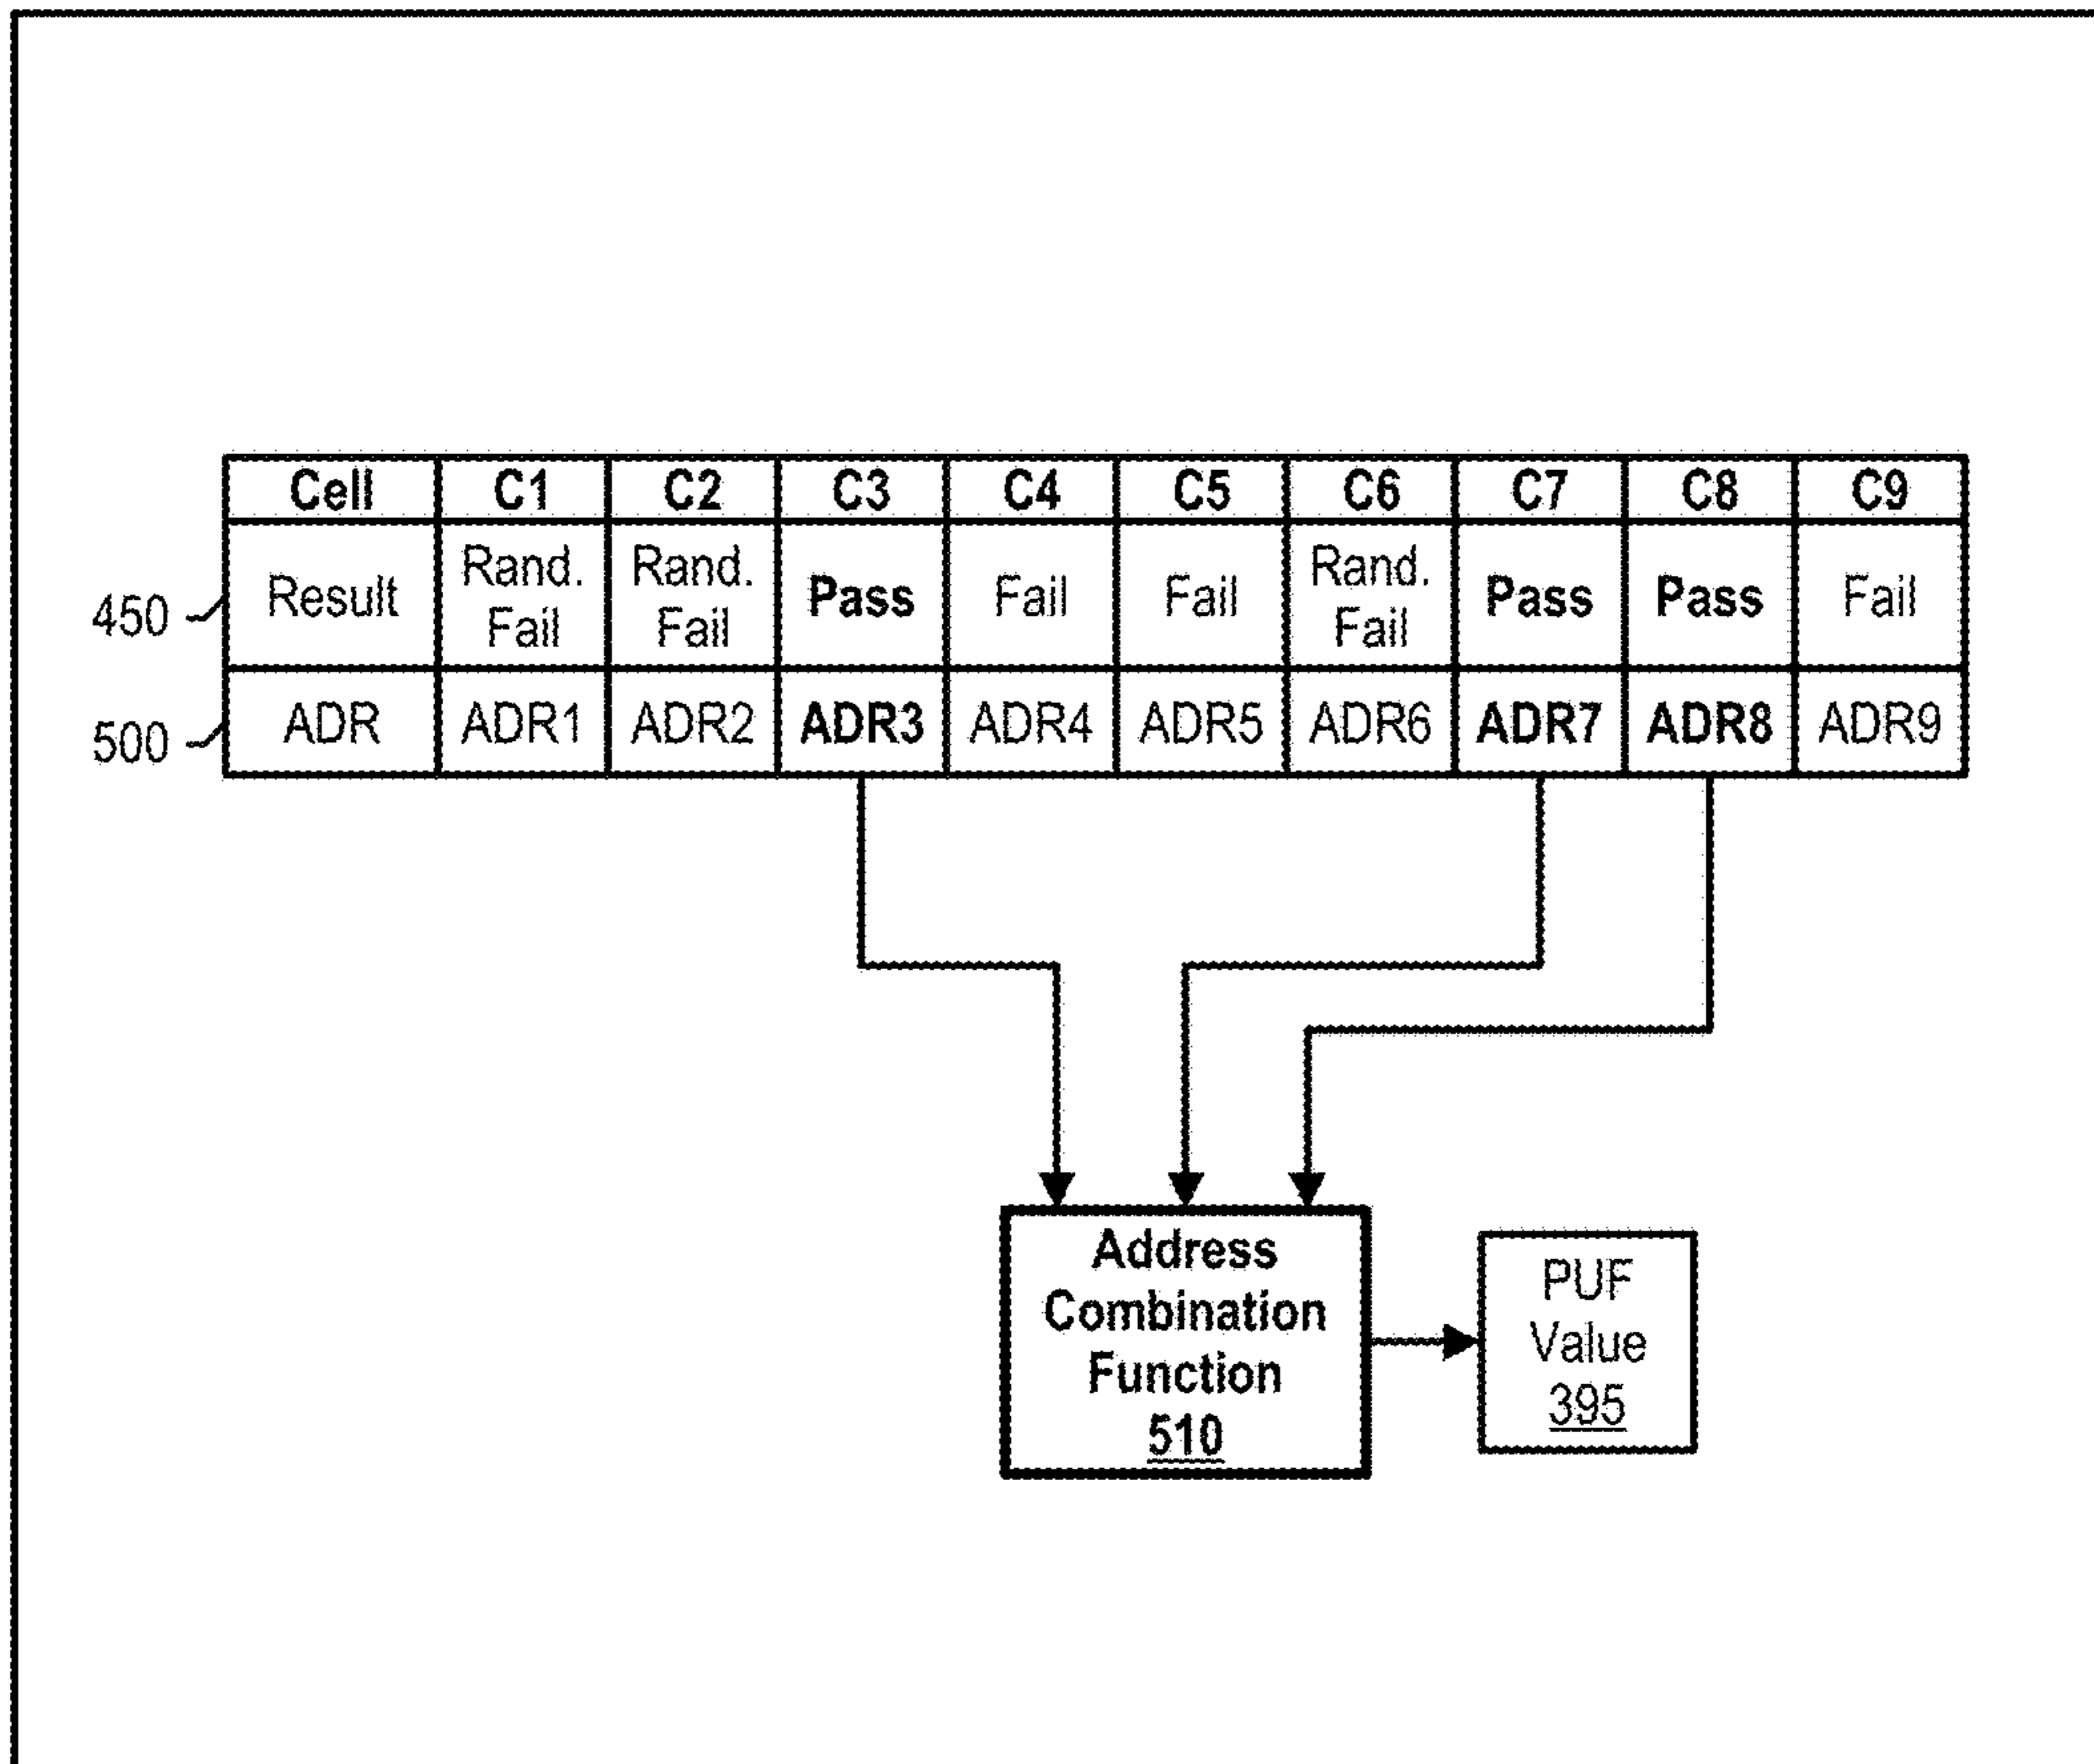 Cell C1 C2 C3 C4 C5 C6 C7 C8 C9
450 Result Rand. Fail Rand. Fail Pass Fail Fail Rand. Fail Pass Pass Fail
500 ADR ADR1 ADR2 ADR3 ADR4 ADR5 ADR6 ADR7 ADR8 ADR9
Address
Combination
Function
510
PUF
Value
395